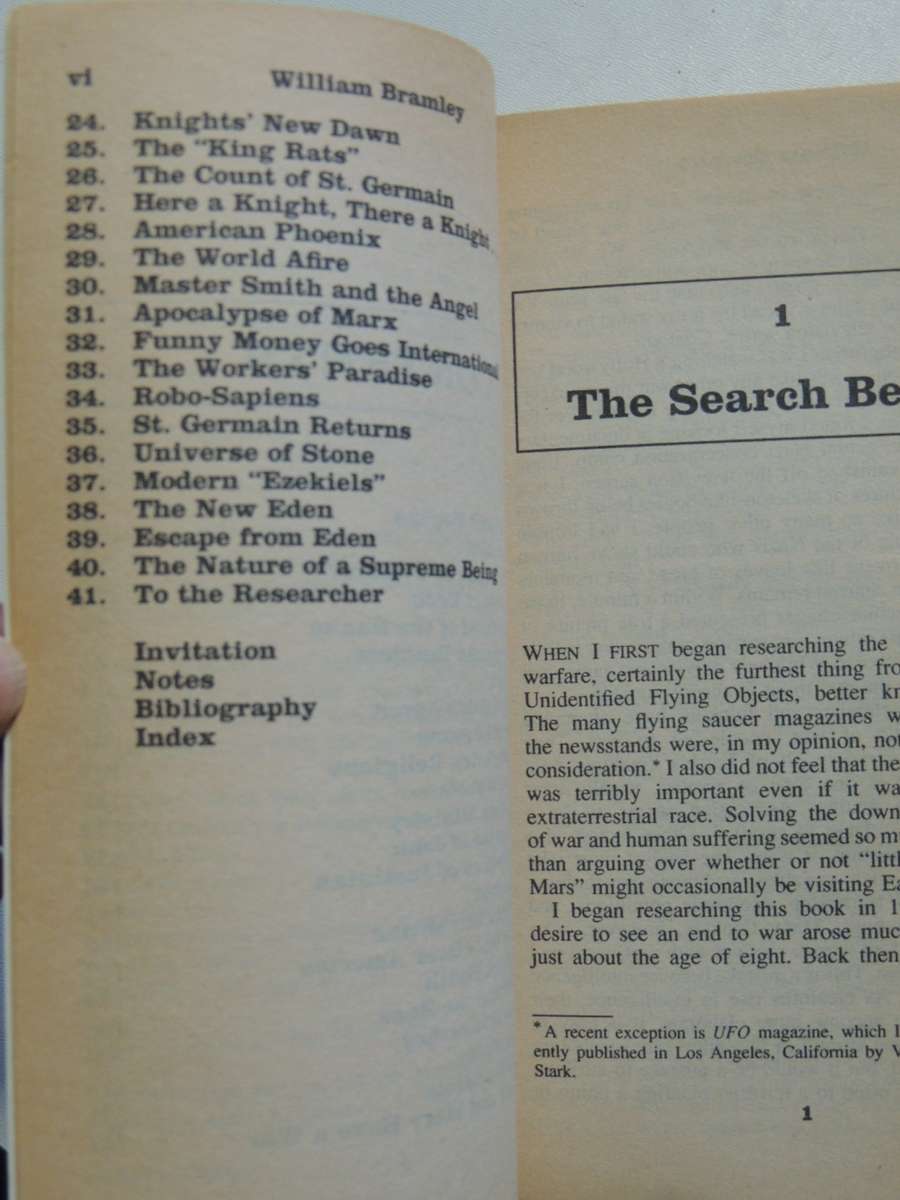 vi William Bramley
24. Knights' New Dawn
25. The "King Rats"
26. The Count of St. Germain
27. Here a Knight, There a Knight
28. American Phoenix
29. The World Afire
30. Master Smith and the Angel
31. Apocalypse of Marx
32. Funny Money Goes International
33. The Workers' Paradise
34. Robo-Sapiens
35. St. Germain Returns
36. Universe of Stone
37. Modern "Ezekiels"
38. The New Eden
39. Escape from Eden
40. The Nature of a Supreme Being
41. To the Researcher
Invitation
Notes
Bibliography
Index
1
The Search Be
WHEN I FIRST began researching the
warfare, certainly the furthest thing fro
Unidentified Flying Objects, better kn
The many flying saucer magazines w
the newsstands were, in my opinion, not
consideration.* I also did not feel that the
was terribly important even if it wa
extraterrestrial race. Solving the down
of war and human suffering seemed so m
than arguing over whether or not "littl
Mars" might occasionally be visiting Ea
I began researching this book in 1
desire to see an end to war arose muc
just about the age of eight. Back then
*A recent exception is UFO magazine, which I
ently published in Los Angeles, California by V
Stark.
1